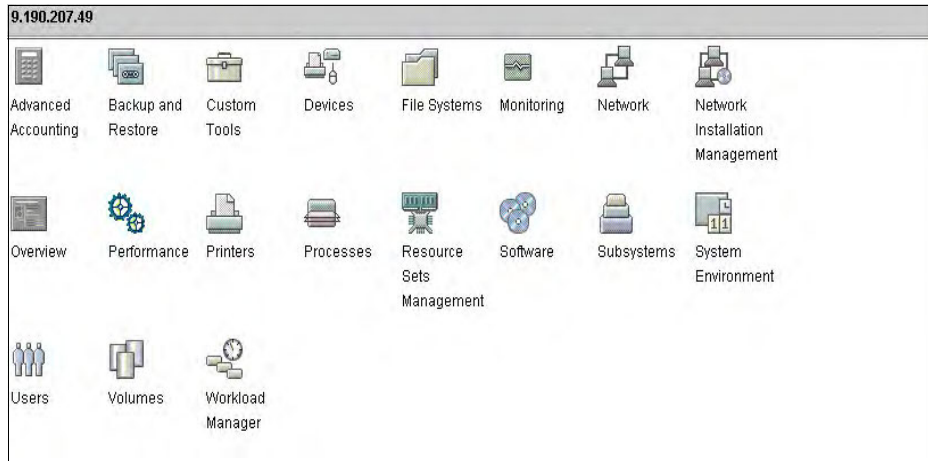 9.190.207.49
Advanced
Accounting
Backup and
Restore
Custom
Tools
Devices
File Systems
Monitoring
Network
Network
Installation
Management
Overview
Performance
Printers
Processes
Resource
Sets
Management
Software
Subsystems
System
Environment
Users
Volumes
Workload
Manager